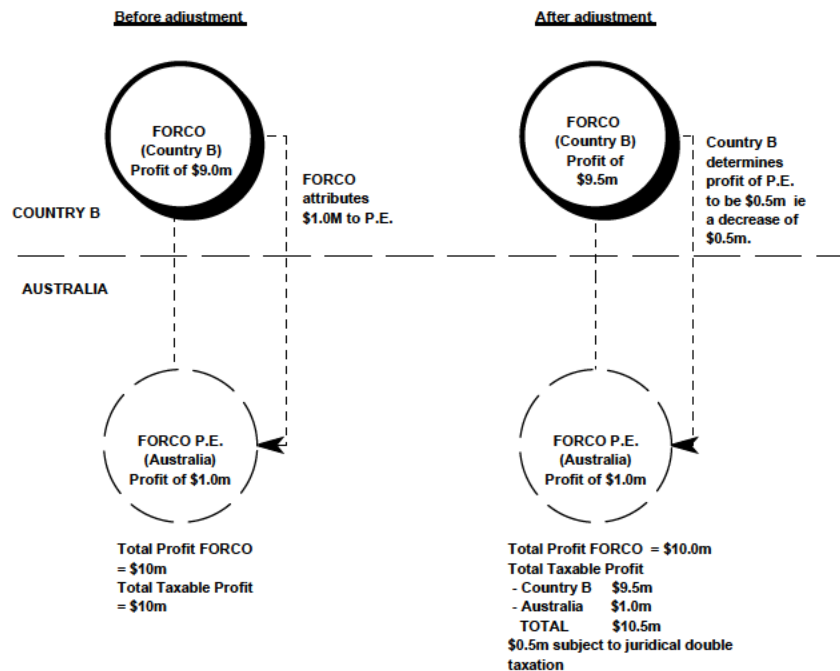 Before adjustment
FORCO
(Country B)
Profit of $9.0m
FORCO
attributes
$1.0M to P.E.
COUNTRY B
AUSTRALIA
FORCO P.E.
(Australia)
Profit of $1.0m
Total Profit FORCO
= $10m
Total Taxable Profit
= $10m
After adjustment
FORCO
(Country B)
Profit of
$9.5m
Country B
determines
profit of P.E.
to be $0.5m ie
a decrease of
$0.5m.
FORCO P.E.
(Australia)
Profit of $1.0m
Total Profit FORCO = $10.0m
Total Taxable Profit
- Country B $9.5m
- Australia $1.0m
TOTAL $10.5m
$0.5m subject to juridical double
taxation